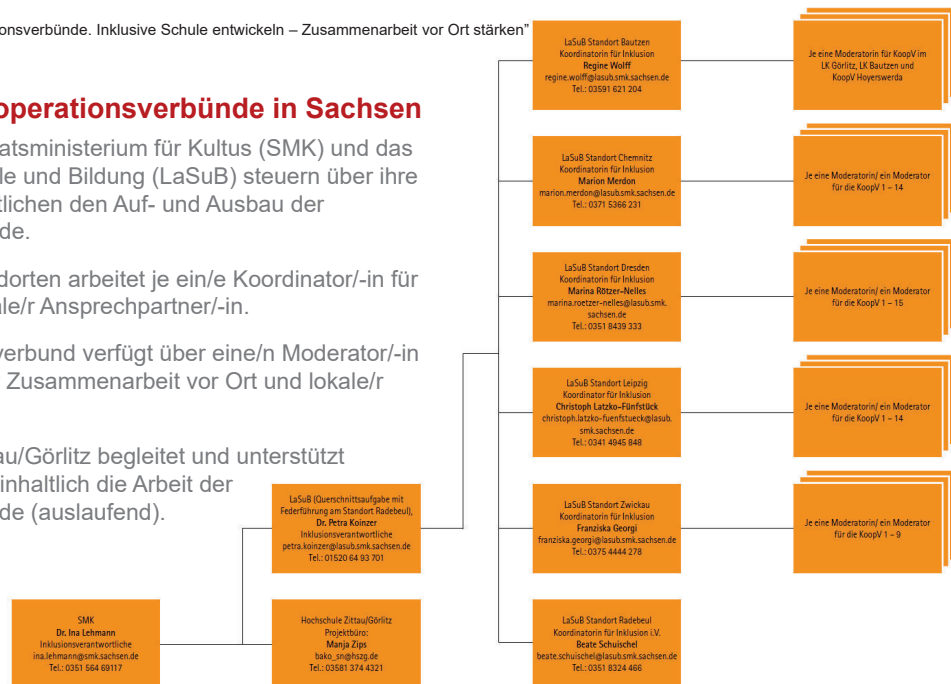 onsverbünde. Inklusive Schule entwickeln – Zusammenarbeit vor Ort stärken”
operationsverbünde in Sachsen
atsministerium für Kultus (SMK) und das
le und Bildung (LaSuB) steuern über ihre
tlichen den Auf- und Ausbau der
de.
dorten arbeitet je ein/e Koordinator/-in für
ale/r Ansprechpartner/-in.
verbund verfügt über eine/n Moderator/-in
Zusammenarbeit vor Ort und lokale/r
au/Görlitz begleitet und unterstützt
inhaltlich die Arbeit der
de (auslaufend).
SMK
Dr. Ina Lehmann
Inklusionsverantwortliche
ina.lehmann@smk.sachsen.de
Tel.: 0351 564 69117
LaSuB (Querschnittsaufgabe mit
Federführung am Standort Radebeul),
Dr. Petra Koinzer
Inklusionsverantwortliche
petra.koinzer@lasub.smk.sachsen.de
Tel.: 01520 64 93 701
Hochschule Zittau/Görlitz
Projektbüro:
Manja Zips
bako_sn@hszg.de
Tel.: 03581 374 4321
LaSuB Standort Bautzen
Koordinatorin für Inklusion
Regine Wolff
regine.wolff@lasub.smk.sachsen.de
Tel.: 03591 621 204
Je eine Moderatorin für KoopV im
LK Görlitz, LK Bautzen und
KoopV Hoyerswerda
LaSuB Standort Chemnitz
Koordinatorin für Inklusion
Marion Merdon
marion.merdon@lasub.smk.sachsen.de
Tel.: 0371 5366 231
Je eine Moderatorin/ ein Moderator
für die KoopV 1 – 14
LaSuB Standort Dresden
Koordinatorin für Inklusion
Marina Rötzer-Nelles
marina.roetzer-nelles@lasub.smk.
sachsen.de
Tel.: 0351 8439 333
Je eine Moderatorin/ ein Moderator
für die KoopV 1 – 15
LaSuB Standort Leipzig
Koordinator für Inklusion
Christoph Latzko-Fünfstück
christoph.latzko-fuenfstueck@lasub.
smk.sachsen.de
Tel.: 0341 4945 848
Je eine Moderatorin/ ein Moderator
für die KoopV 1 – 14
LaSuB Standort Zwickau
Koordinatorin für Inklusion
Franziska Georgi
franziska.georgi@lasub.smk.sachsen.de
Tel.: 0375 4444 278
Je eine Moderatorin/ ein Moderator
für die KoopV 1 – 9
LaSuB Standort Radebeul
Koordinatorin für Inklusion i.V.
Beate Schuischel
beate.schuischel@lasub.smk.sachsen.de
Tel.: 0351 8324 466